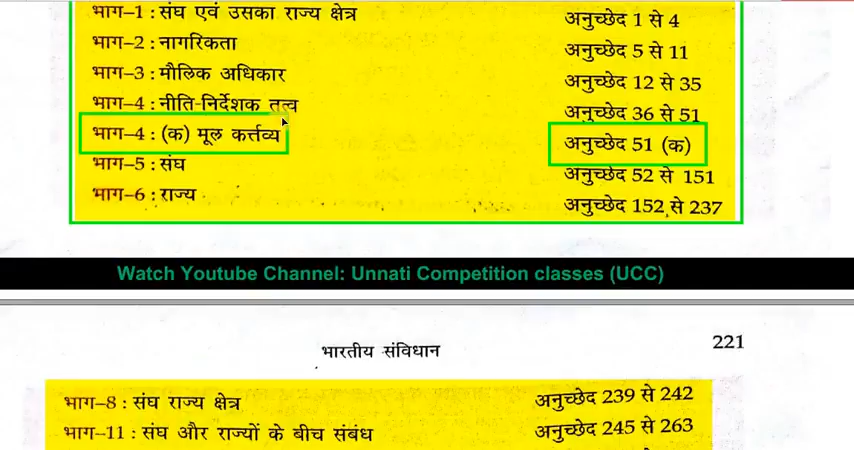 भाग–1 : संघ एवं उसका राज्य क्षेत्र अनुच्छेद 1 से 4
भाग–2 : नागरिकता अनुच्छेद 5 से 11
भाग–3 : मौलिक अधिकार अनुच्छेद 12 से 35
भाग–4 : नीति-निर्देशक तत्व अनुच्छेद 36 से 51
भाग–4 : (क) मूल कर्त्तव्य अनुच्छेद 51 (क)
भाग–5 : संघ अनुच्छेद 52 से 151
भाग–6 : राज्य अनुच्छेद 152 से 237
Watch Youtube Channel: Unnati Competition classes (UCC)
भारतीय संविधान 221
भाग–8 : संघ राज्य क्षेत्र अनुच्छेद 239 से 242
भाग–11 : संघ और राज्यों के बीच संबंध अनुच्छेद 245 से 263